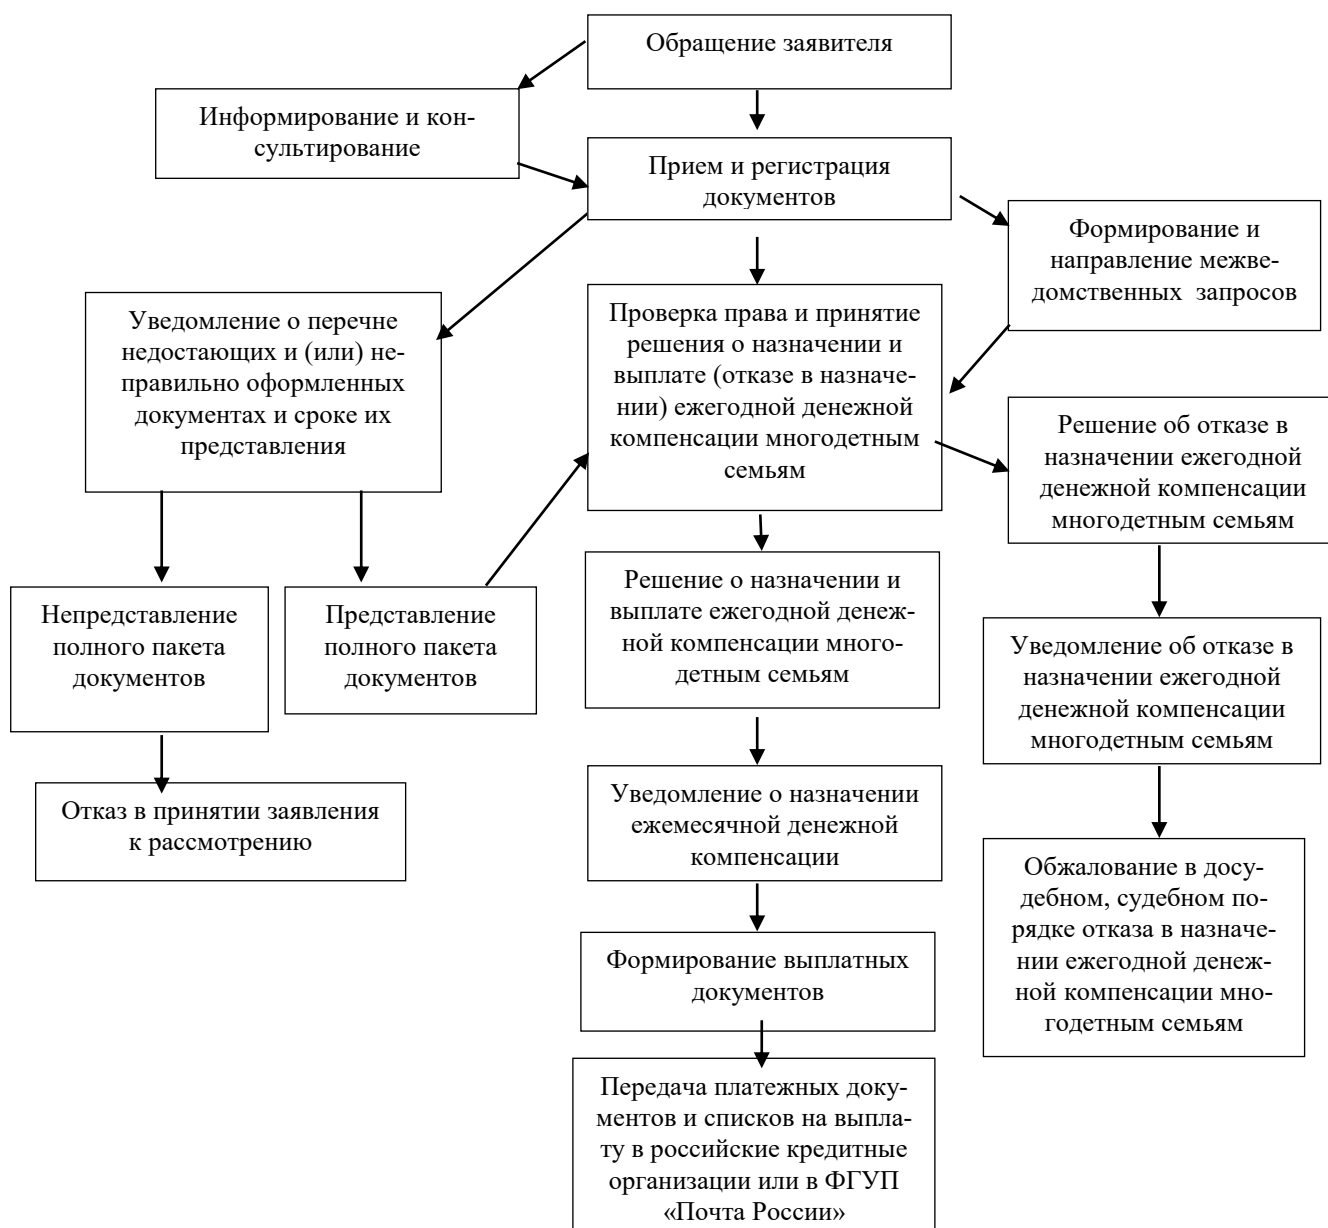 Обращение заявителя
Информирование и кон-
сультирование
Прием и регистрация
документов
Формирование и
направление межве-
домственных запросов
Уведомление о перечне
недостающих и (или) не-
правильно оформленных
документах и сроке их
представления
Проверка права и принятие
решения о назначении и
выплате (отказе в назначе-
нии) ежегодной денежной
компенсации многодетным
семьям
Решение об отказе в
назначении ежегодной
денежной компенсации
многодетным семьям
Непредставление
полного пакета
документов
Представление
полного пакета
документов
Решение о назначении и
выплате ежегодной денеж-
ной компенсации много-
детным семьям
Уведомление об отказе в
назначении ежегодной
денежной компенсации
многодетным семьям
Отказ в принятии заявления
к рассмотрению
Уведомление о назначении
ежемесячной денежной
компенсации
Обжалование в досу-
дебном, судебном по-
рядке отказа в назначе-
нии ежегодной денеж-
ной компенсации мно-
годетным семьям
Формирование выплатных
документов
Передача платежных доку-
ментов и списков на выпла-
ту в российские кредитные
организации или в ФГУП
«Почта России»